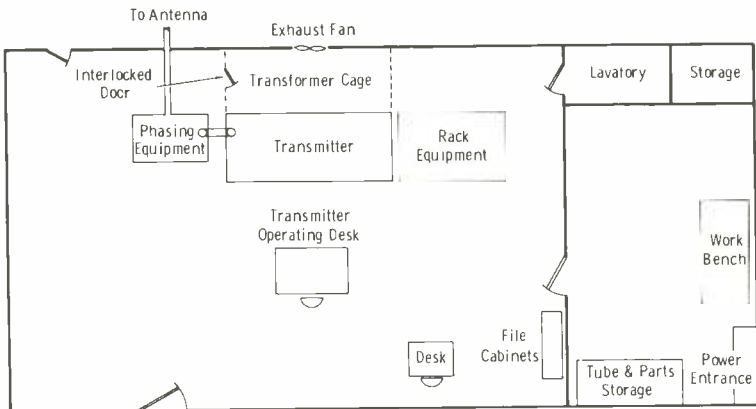 To Antenna
Exhaust Fan
Interlocked
Docr
Transformer Cage
Lavatory
Storage
Phasing
Equipment
Transmitter
Rack
Equipment
Transmitter
Operating Desk
Work
Bench
Desk
File
Cabinets
Tube & Parts
Storage
Power
Entrance